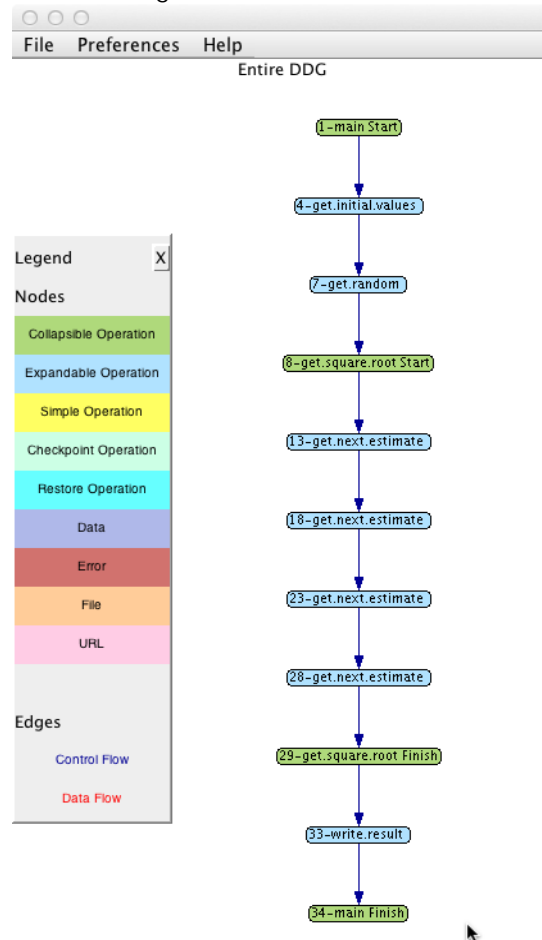 File Preferences Help
Entire DDG
1-main Start
4-get.initial.values
7-get.random
8-get.square.root Start
13-get.next.estimate
18-get.next.estimate
23-get.next.estimate
28-get.next.estimate
29-get.square.root Finish
33-write.result
34-main Finish
Legend X
Nodes
Collapsible Operation
Expandable Operation
Simple Operation
Checkpoint Operation
Restore Operation
Data
Error
File
URL
Edges
Control Flow
Data Flow